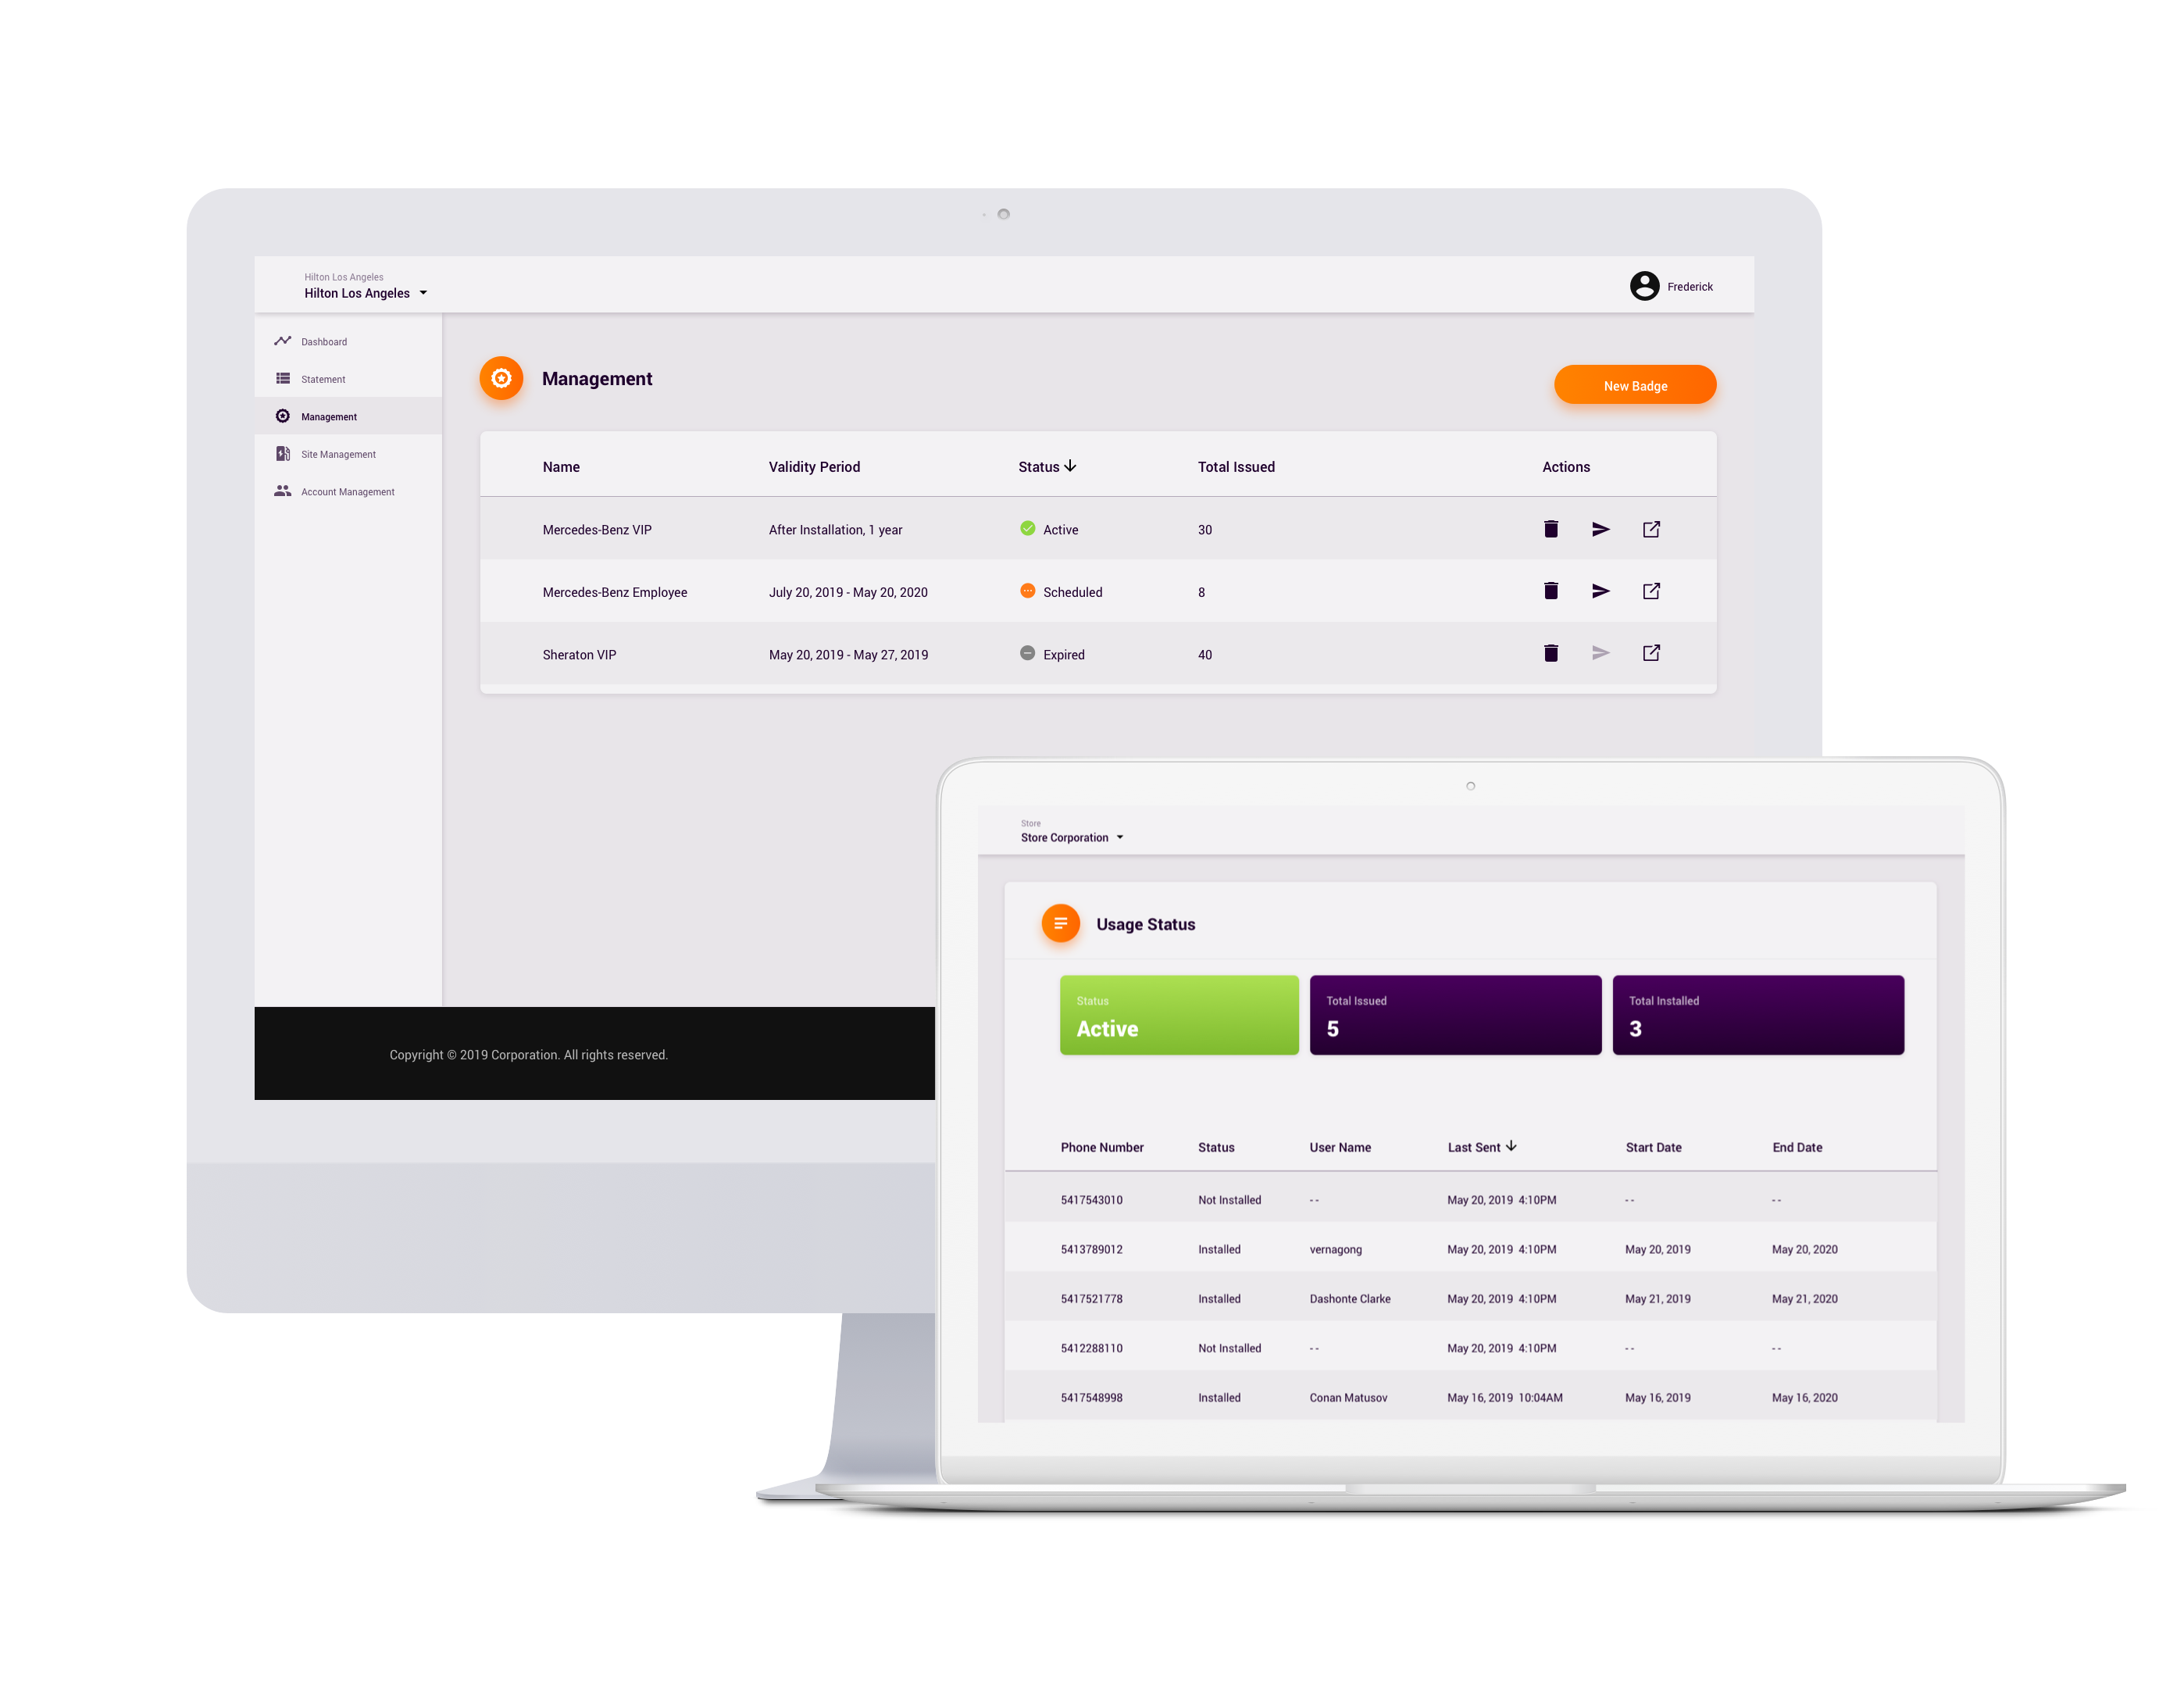 Hilton Los Angeles
Hilton Los Angeles
Frederick
Dashboard
Statement
Management
Site Management
Account Management
Management
New Badge
Name Validity Period Status Total Issued Actions
Mercedes-Benz VIP After Installation, 1 year Active 30
Mercedes-Benz Employee July 20, 2019 - May 20, 2020 Scheduled 8
Sheraton VIP May 20, 2019 - May 27, 2019 Expired 40
Copyright © 2019 Corporation. All rights reserved.
Store
Store Corporation
Usage Status
Status
Active
Total Issued
5
Total Installed
3
Phone Number Status User Name Last Sent Start Date End Date
5417543010 Not Installed -- May 20, 2019 4:10PM -- --
5413789012 Installed vernagong May 20, 2019 4:10PM May 20, 2019 May 20, 2020
5417521778 Installed Dashonte Clarke May 20, 2019 4:10PM May 21, 2019 May 21, 2020
5412288110 Not Installed -- May 20, 2019 4:10PM -- --
5417548998 Installed Conan Matusov May 16, 2019 10:04AM May 16, 2019 May 16, 2020